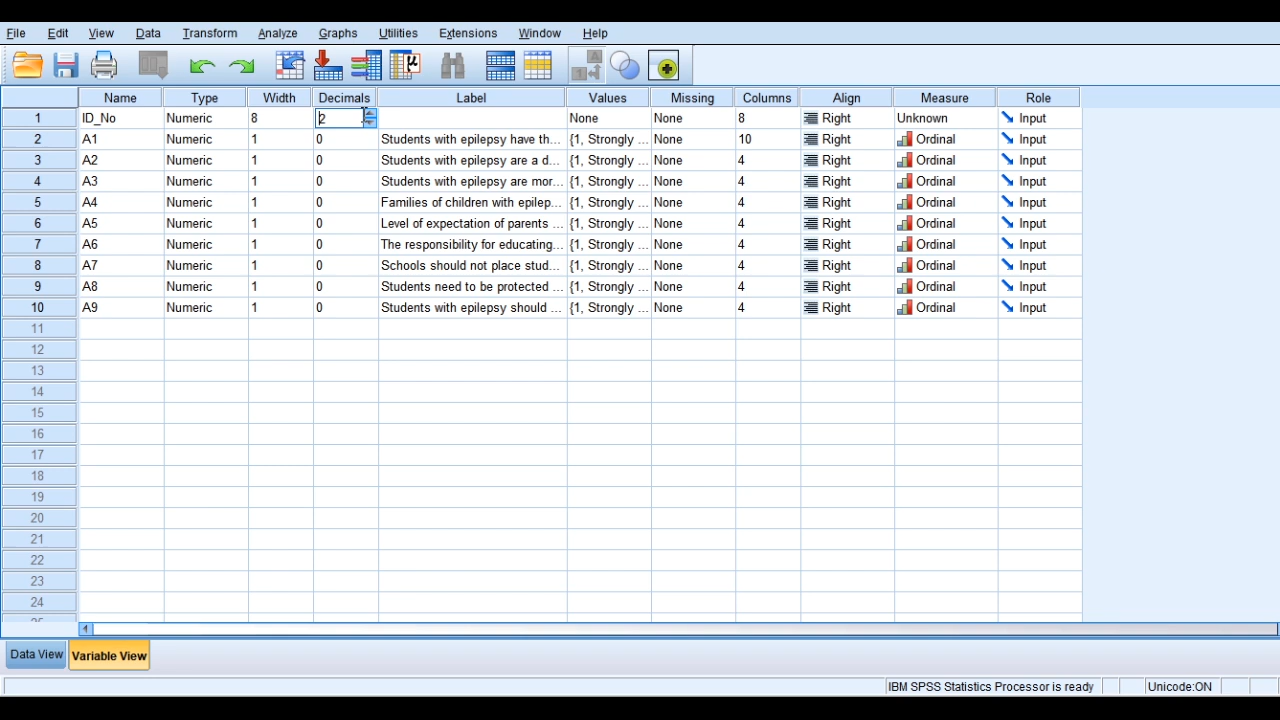 File Edit View Data Transform Analyze Graphs Utilities Extensions Window Help
Name Type Width Decimals Label Values Missing Columns Align Measure Role
1 ID_No Numeric 8 2 None None 8 Right Unknown Input
2 A1 Numeric 1 0 Students with epilepsy have th... {1, Strongly ... None 10 Right Ordinal Input
3 A2 Numeric 1 0 Students with epilepsy are a d... {1, Strongly ... None 4 Right Ordinal Input
4 A3 Numeric 1 0 Students with epilepsy are mor... {1, Strongly ... None 4 Right Ordinal Input
5 A4 Numeric 1 0 Families of children with epilep... {1, Strongly ... None 4 Right Ordinal Input
6 A5 Numeric 1 0 Level of expectation of parents ... {1, Strongly ... None 4 Right Ordinal Input
7 A6 Numeric 1 0 The responsibility for educating... {1, Strongly ... None 4 Right Ordinal Input
8 A7 Numeric 1 0 Schools should not place stud... {1, Strongly ... None 4 Right Ordinal Input
9 A8 Numeric 1 0 Students need to be protected ... {1, Strongly ... None 4 Right Ordinal Input
10 A9 Numeric 1 0 Students with epilepsy should ... {1, Strongly ... None 4 Right Ordinal Input
11
12
13
14
15
16
17
18
19
20
21
22
23
24
25
Data View Variable View
IBM SPSS Statistics Processor is ready Unicode:ON